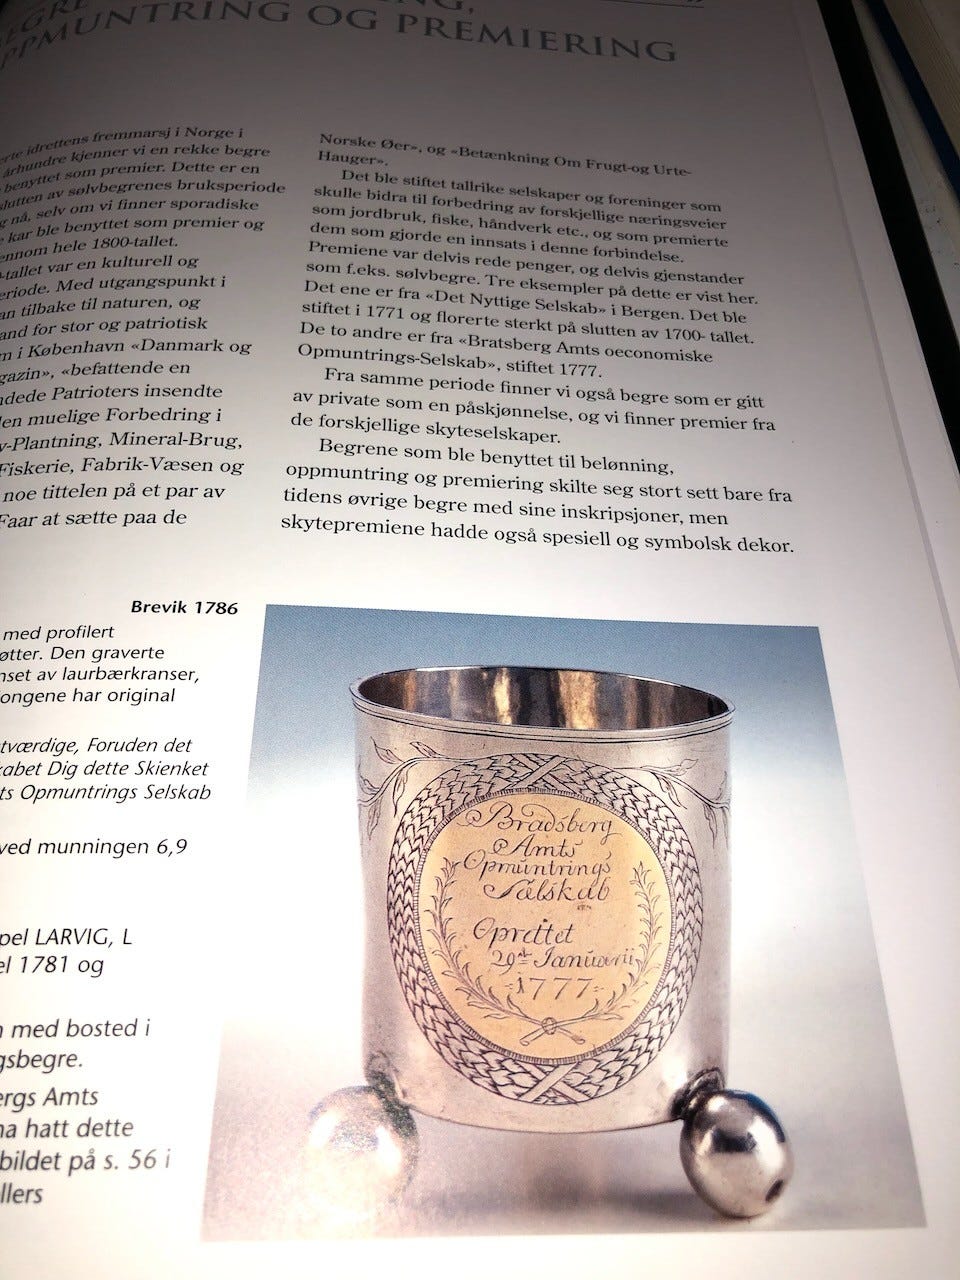 OPPMUNTRING OG PREMIERING
idrettens fremmarsj i Norge i
århundre kjenner vi en rekke begre
benyttet som premier. Dette er en
slutten av sølvbegrenes bruksperiode
nå, selv om vi finner sporadiske
kar ble benyttet som premier og
gjennom hele 1800-tallet.
-tallet var en kulturell og
periode. Med utgangspunkt i
tilbake til naturen, og
for stor og patriotisk
i København «Danmark og
«befattende en
Patrioters insendte
muelige Forbedring i
-Plantning, Mineral-Brug,
Fiskerie, Fabrik-Væsen og
noe tittelen på et par av
Faar at sætte paa de
Norske Øer», og «Betænkning Om Frugt-og Urte-
Hauger».
Det ble stiftet tallrike selskaper og foreninger som
skulle bidra til forbedring av forskjellige næringsveier
som jordbruk, fiske, håndverk etc., og som premierte
dem som gjorde en innsats i denne forbindelse.
Premiene var delvis rede penger, og delvis gjenstander
som f.eks. sølvbegre. Tre eksempler på dette er vist her.
Det ene er fra «Det Nyttige Selskab» i Bergen. Det ble
stiftet i 1771 og florerte sterkt på slutten av 1700- tallet.
De to andre er fra «Bratsberg Amts oeconomiske
Opmuntrings-Selskab», stiftet 1777.
Fra samme periode finner vi også begre som er gitt
av private som en påskjønnelse, og vi finner premier fra
de forskjellige skyteselskaper.
Begrene som ble benyttet til belønning,
oppmuntring og premiering skilte seg stort sett bare fra
tidens øvrige begre med sine inskripsjoner, men
skytepremiene hadde også spesiell og symbolsk dekor.
Brevik 1786
med profilert
Den graverte
av laurbærkranser,
har original
Foruden det
Dig dette Skienket
Opmuntrings Selskab
ved munningen 6,9
LARVIG, L
1781 og
med bosted i
Amts
hatt dette
bildet på s. 56 i
Bradsberg
Amts
Opmuntrings
Sälskab
Oprettet
29de Januarii
1777